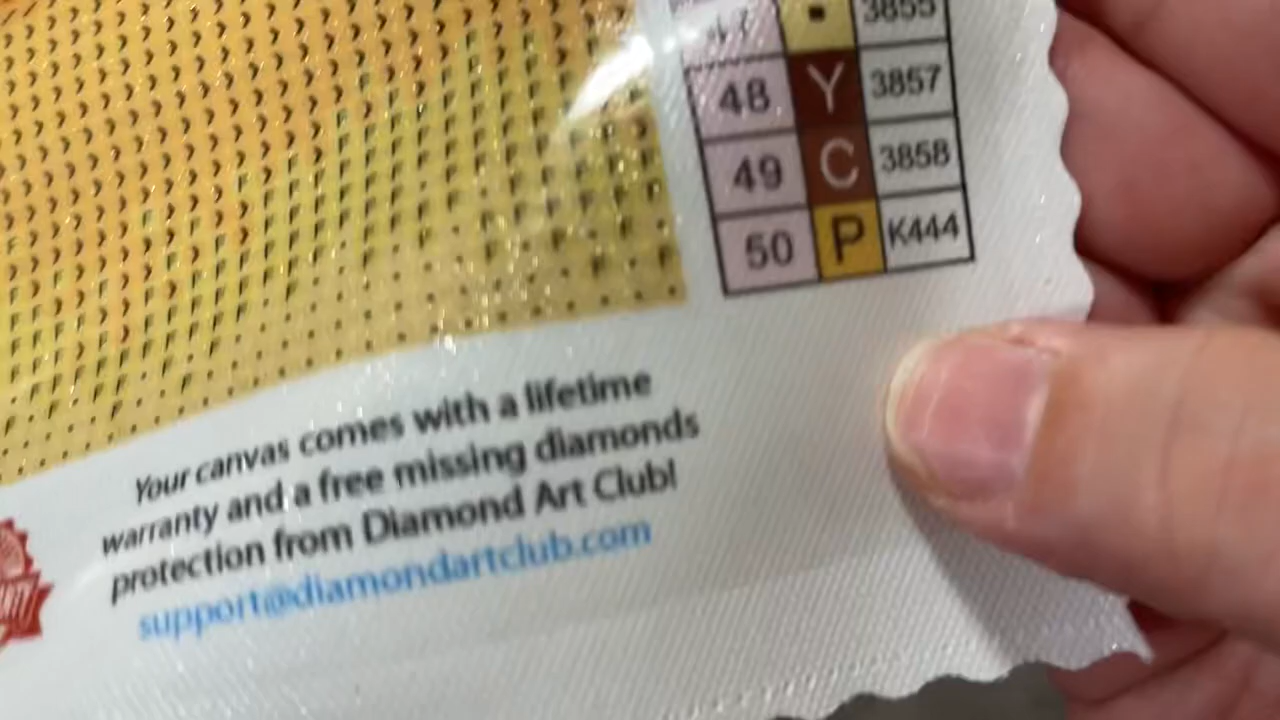 47 ▪ 3855
48 Y 3857
49 C 3858
50 P K444
Your canvas comes with a lifetime
warranty and a free missing diamonds
protection from Diamond Art Club!
support@diamondartclub.com